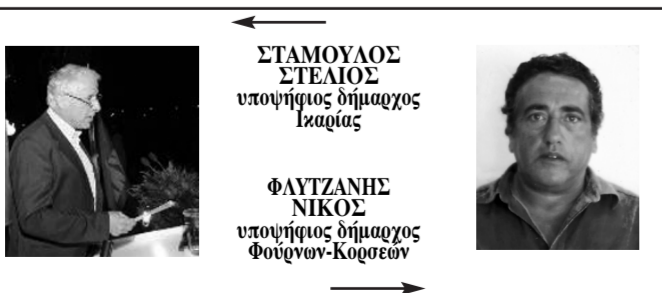 ΣΤΑΜΟΥΛΟΣ
ΣΤΕΛΙΟΣ
υποψήφιος δήμαρχος
Ικαρίας
ΦΛΥΤΖΑΝΗΣ
ΝΙΚΟΣ
υποψήφιος δήμαρχος
Φούρνων-Κορσεών